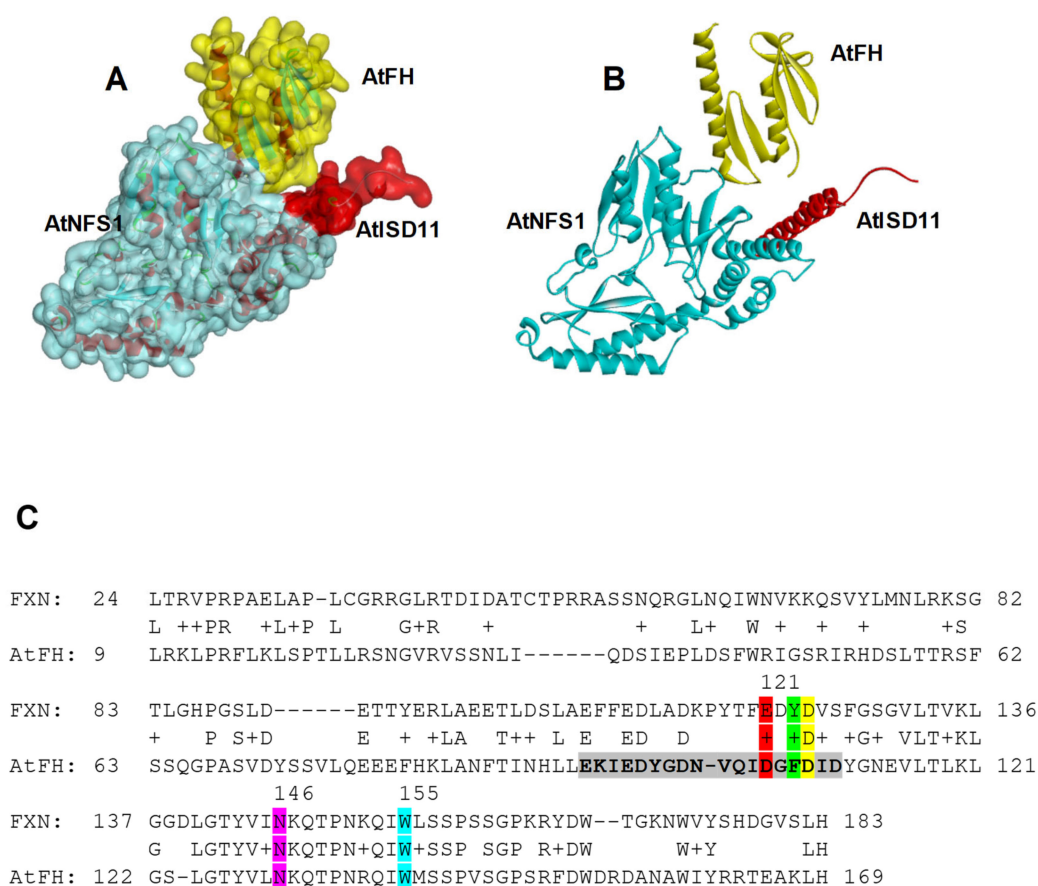 A
AtFH
B
AtFH
AtNFS1
AtISD11
AtNFS1
AtISD11
C
FXN: 24 LTRVPRPAELAP-LCGRRGLRTDIDATCTPRRASSNQRGLNQIWNVKKQSVYLMNLRKSG 82
L ++PR +L+P L G+R + + L+ W + + + + +S
AtFH: 9 LRKLPRFLKLSPTLLRSNGVRVSSNLI------QDSIEPLDSFWRIGSRIRHDSLTTRSF 62
121
FXN: 83 TLGHPGSLD------ETTYERLAEETLDSLAEFFEDLADKPYTFEDYDVSFGSGVLTVKL 136
+ P S+D E + +LA T++ L E ED D + +D+ +G+ VLT+KL
AtFH: 63 SSQGPASVDYSSVLQEEEFHKLANFTINHLLEKIEDYGDN-VQIDGFDIDYGNEVLTLKL 121
146 155
FXN: 137 GGDLGTYVINKQTPNKQIWLSSPSSGPKRYDW--TGKNWVYSHDGVSLH 183
G LGTYV+NKQTPN+QIW+SSP SGP R+DW W+Y LH
AtFH: 122 GS-LGTYVLNKQTPNRQIWMSSPVSGPSRFDWDRDANAWIYRRTEAKLH 169